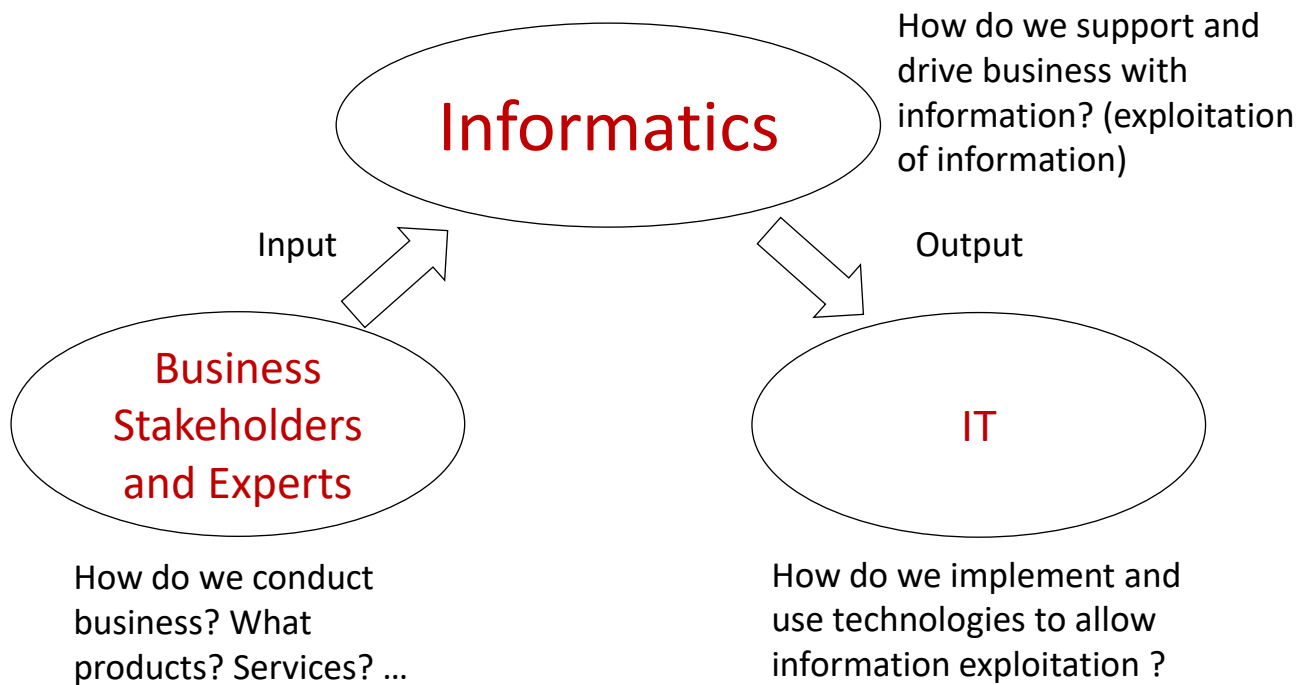 How do we support and
drive business with
information? (exploitation
of information)
Informatics
Input
Output
Business
Stakeholders
and Experts
IT
How do we conduct
business? What
products? Services? ...
How do we implement and
use technologies to allow
information exploitation ?